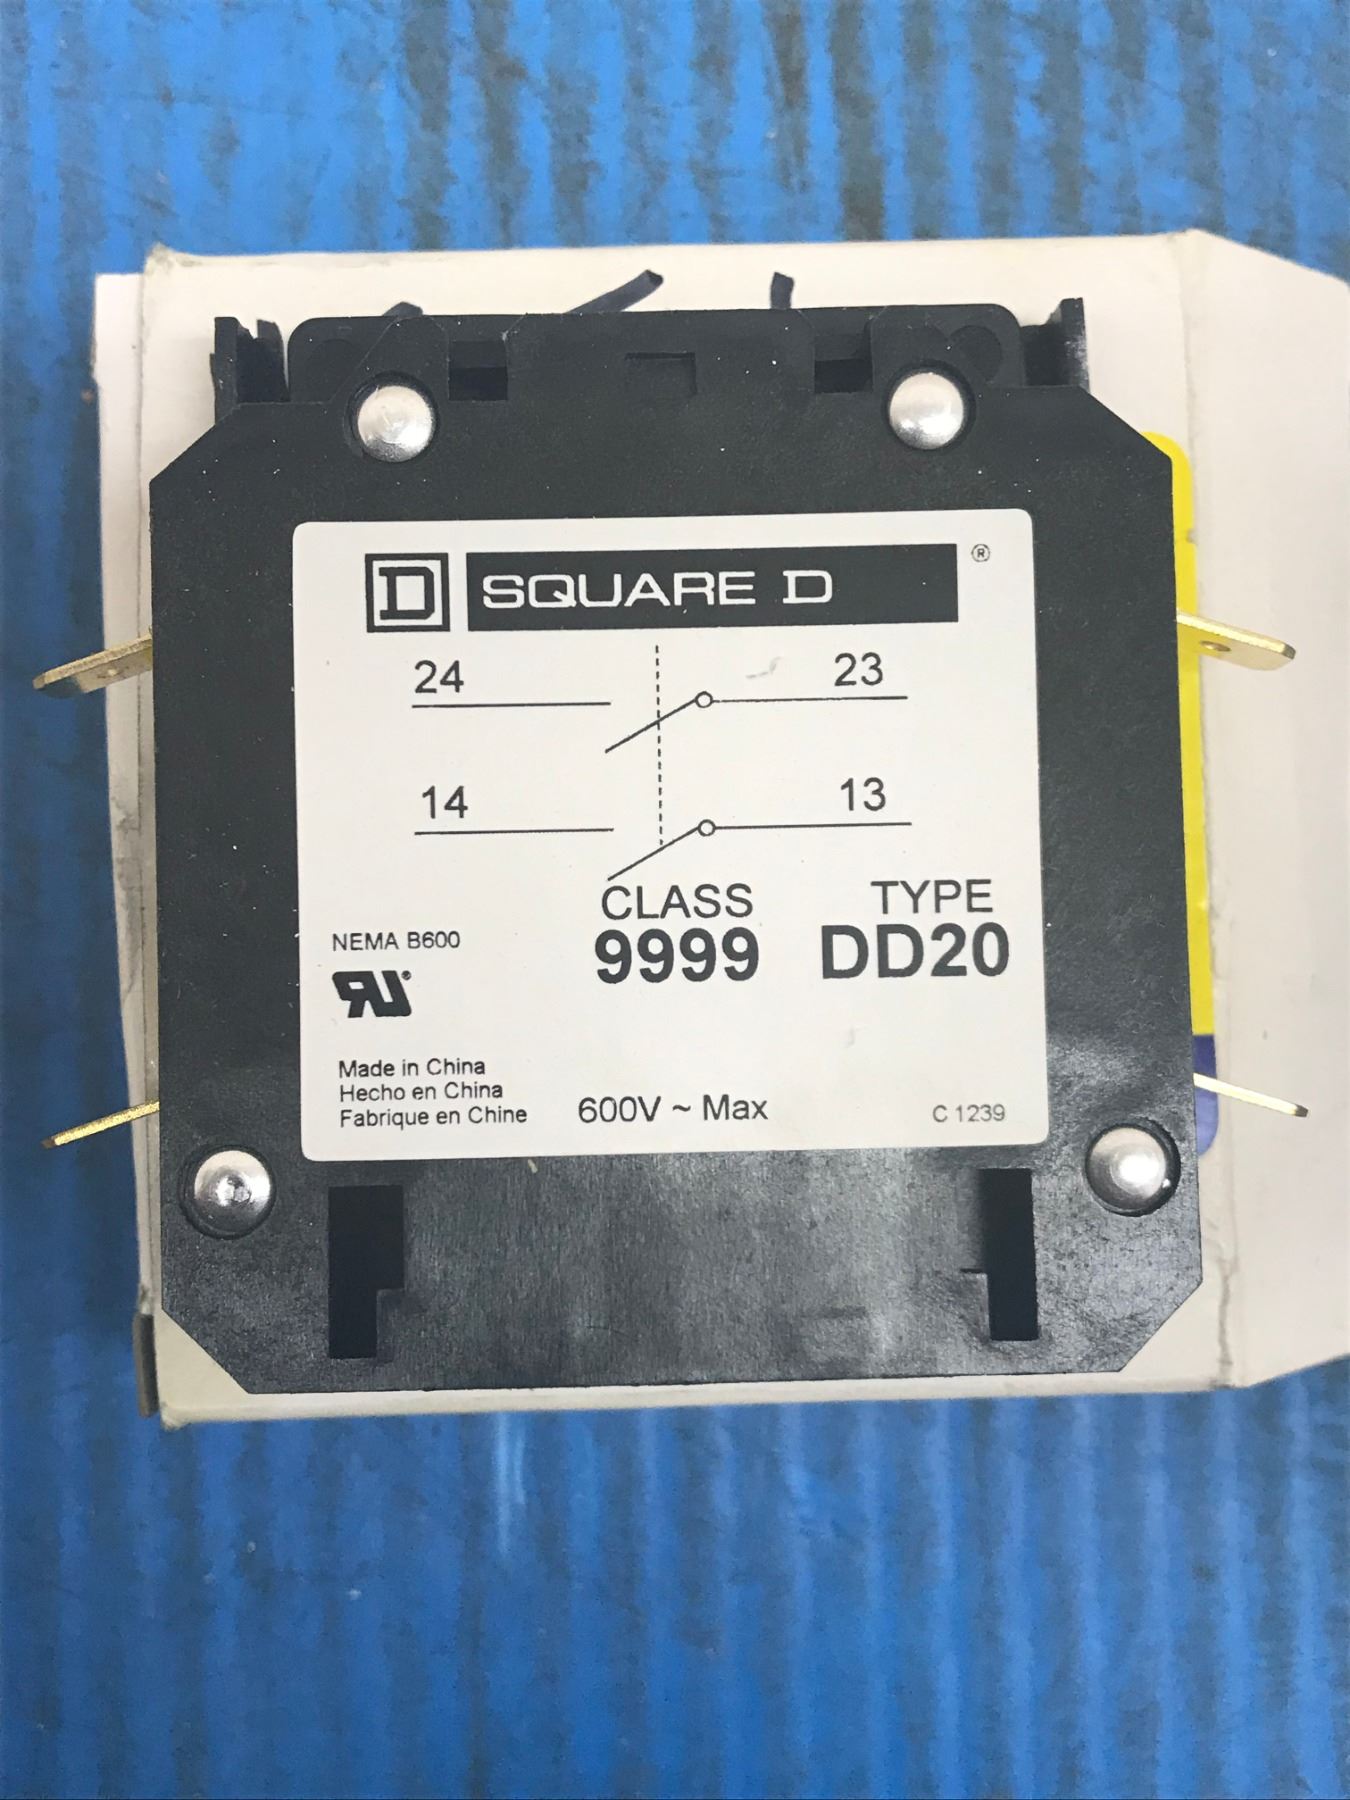 D SQUARE D ®
24 23
14 13
CLASS TYPE
NEMA B600 9999 DD20
RU
Made in China
Hecho en China
Fabrique en Chine 600V ~ Max C 1239